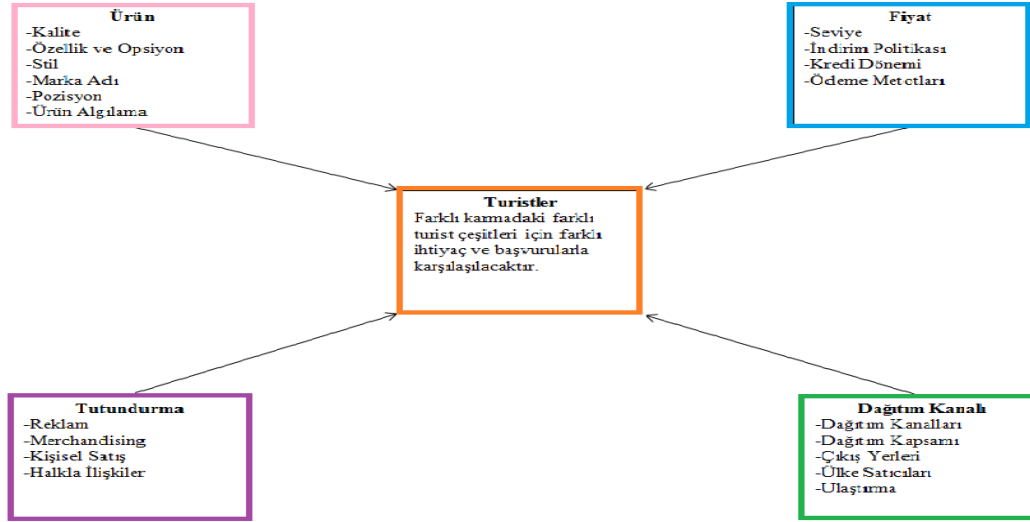 Ürün
-Kalite
-Özellik ve Opsiyon
-Stil
-Marka Adı
-Pozisyon
-Ürün Algılama
Fiyat
-Seviye
-İndirim Politikası
-Kredi Dönemi
-Ödeme Metotları
Turistler
Farklı karmadaki farklı
turist çeşitleri için farklı
ihtiyaç ve başvurularla
karşılaşılacaktır.
Tutundurma
-Reklam
-Merchandising
-Kişisel Satış
-Halkla İlişkiler
Dağıtım Kanalı
-Dağıtım Kanalları
-Dağıtım Kapsamı
-Çıkış Yerleri
-Ülke Satıcıları
-Ulaştırma